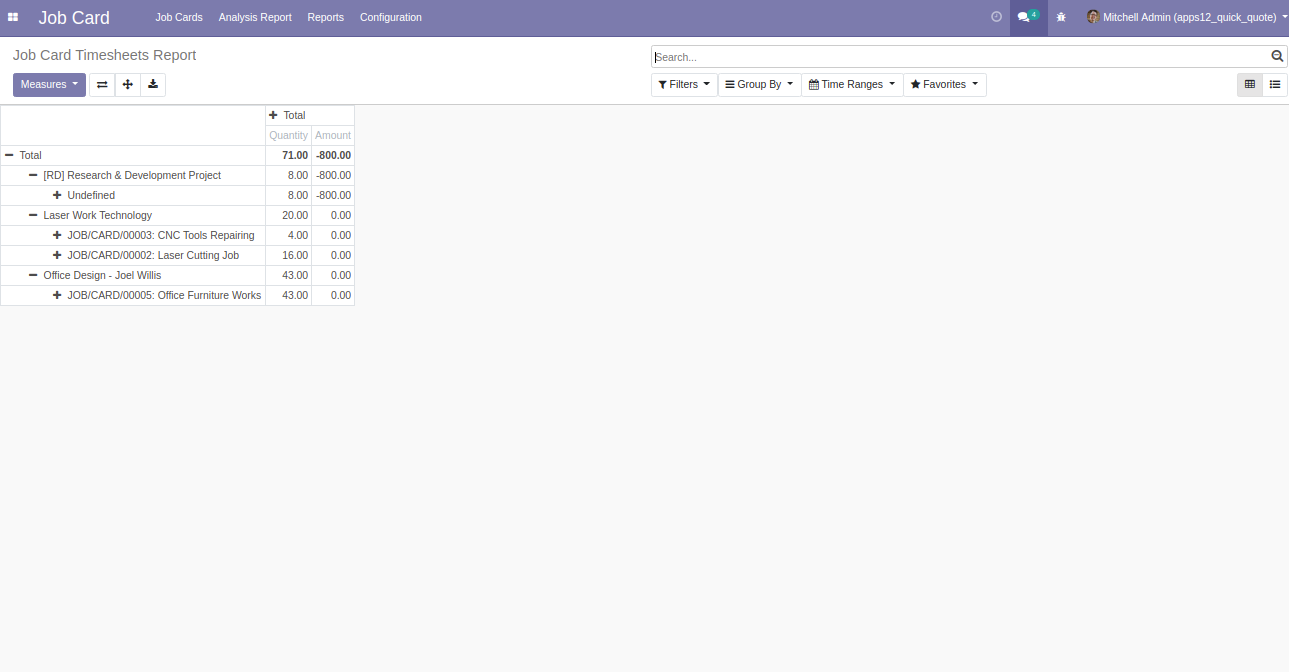 Job Card Job Cards Analysis Report Reports Configuration 4 Mitchell Admin (apps12_quick_quote)
Job Card Timesheets Report Search...
Measures Filters Group By Time Ranges Favorites
Total
Quantity Amount
Total 71.00 -800.00
[RD] Research & Development Project 8.00 -800.00
Undefined 8.00 -800.00
Laser Work Technology 20.00 0.00
JOB/CARD/00003: CNC Tools Repairing 4.00 0.00
JOB/CARD/00002: Laser Cutting Job 16.00 0.00
Office Design - Joel Willis 43.00 0.00
JOB/CARD/00005: Office Furniture Works 43.00 0.00